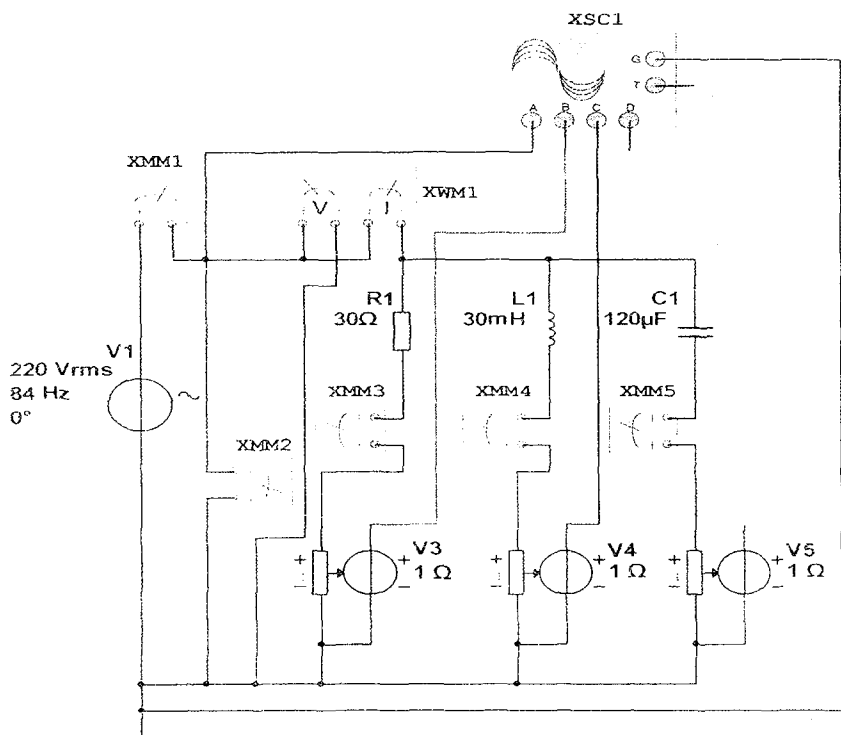 XSC1
G
T
A B C D
XMM1
V I
XWM1
R1
30Ω
L1
30mH
C1
120µF
V1
220 Vrms
84 Hz
0°
XMM3
XMM4
XMM5
XMM2
+ + V3
1 Ω
− −
+ + V4
1 Ω
− −
+ + V5
1 Ω
− −